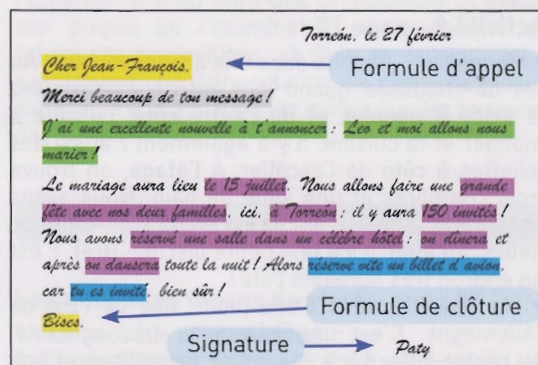 Torreón, le 27 février
Cher Jean-François,
Formule d'appel
Merci beaucoup de ton message !
J'ai une excellente nouvelle à t'annoncer : Leo et moi allons nous
marier !
Le mariage aura lieu le 15 juillet. Nous allons faire une grande
fête avec nos deux familles, ici, à Torreón ; il y aura 150 invités !
Nous avons réservé une salle dans un célèbre hôtel : on dînera et
après on dansera toute la nuit ! Alors réserve vite un billet d'avion,
car tu es invité, bien sûr !
Formule de clôture
Bises,
Signature
Paty